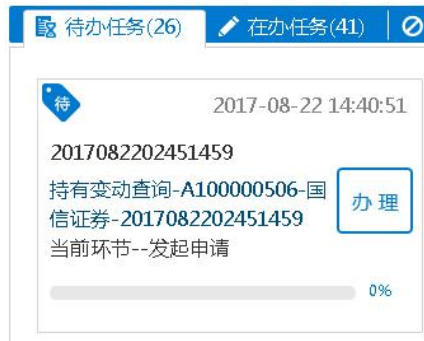 待办任务(26) 在办任务(41)
待 2017-08-22 14:40:51
2017082202451459
持有变动查询-A100000506-国
信证券-2017082202451459
办 理
当前环节--发起申请
0%